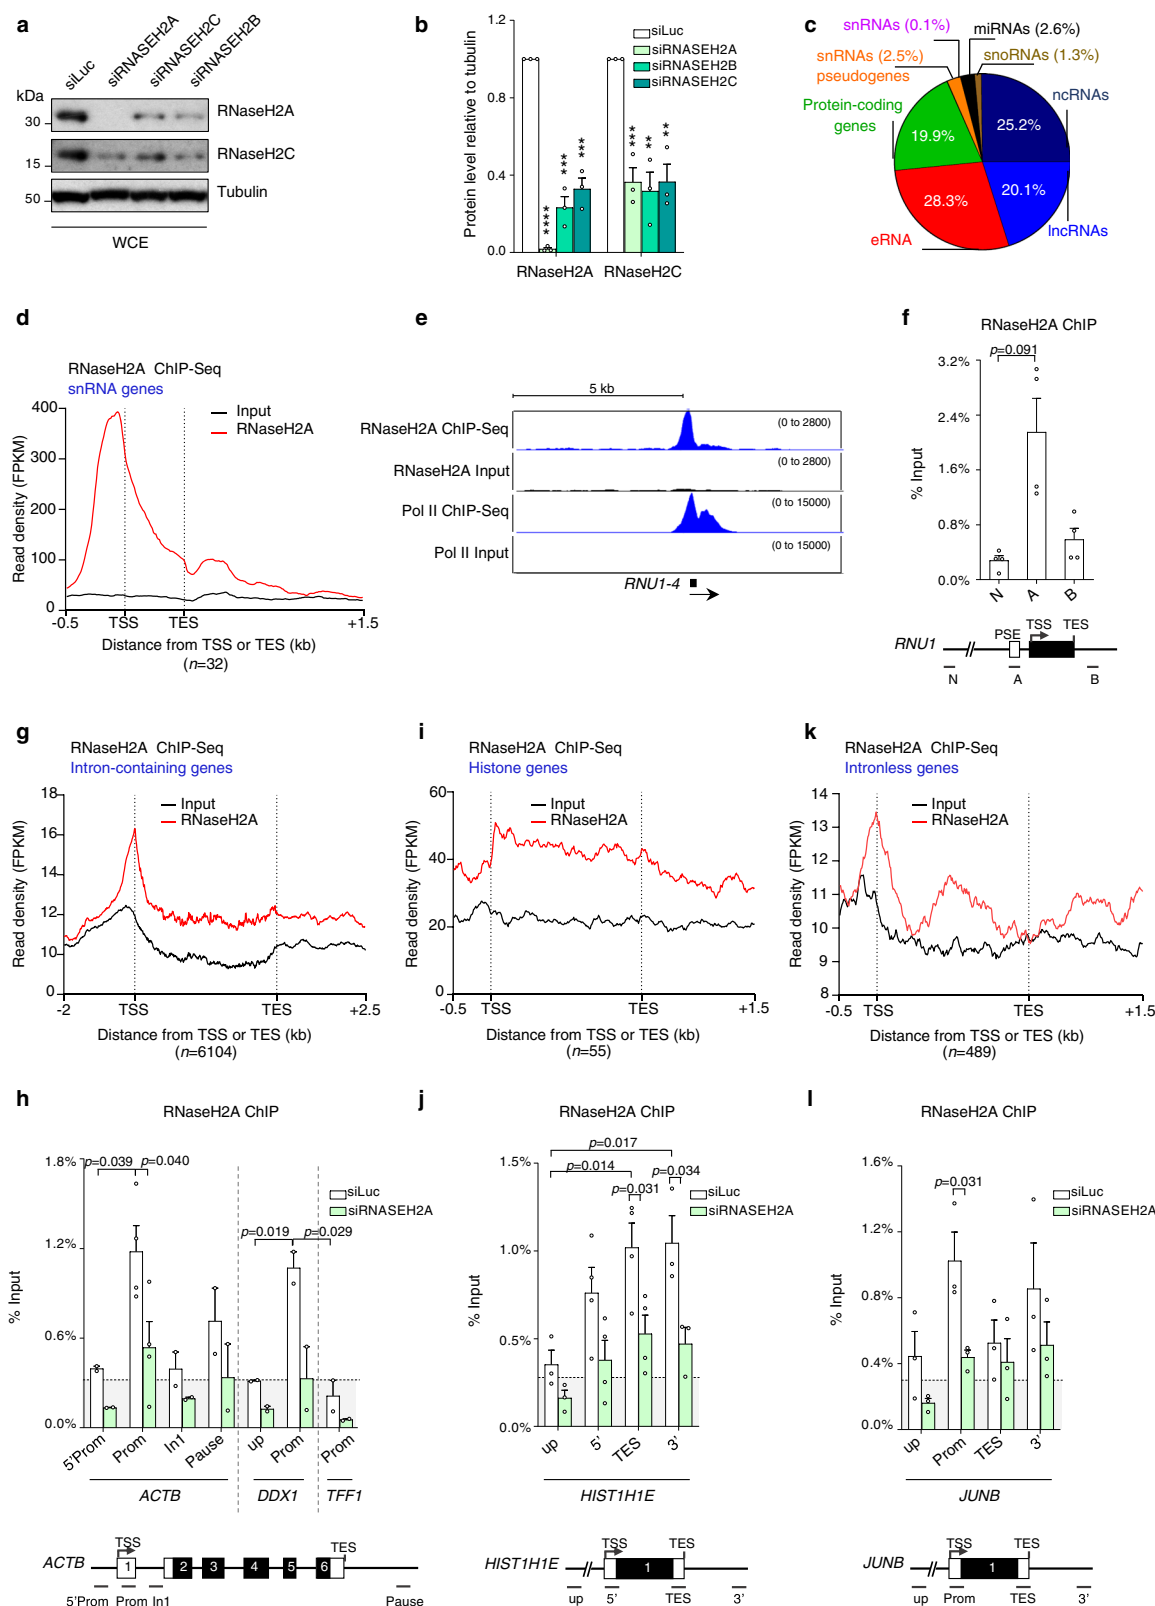 a
siLuc
siRNASEH2A
siRNASEH2C
siRNASEH2B
kDa
30
RNaseH2A
15
RNaseH2C
50
Tubulin
WCE
b
Protein level relative to tubulin
1.2
0.8
0.4
0.0
siLuc
siRNASEH2A
siRNASEH2B
siRNASEH2C
****
***
***
***
**
**
RNaseH2A
RNaseH2C
c
snRNAs (0.1%)
miRNAs (2.6%)
snRNAs (2.5%)
pseudogenes
snoRNAs (1.3%)
Protein-coding
genes
ncRNAs
25.2%
19.9%
20.1%
28.3%
eRNA
lncRNAs
d
RNaseH2A ChIP-Seq
snRNA genes
Input
RNaseH2A
Read density (FPKM)
400
300
200
100
0
-0.5
TSS
TES
+1.5
Distance from TSS or TES (kb)
(n=32)
e
5 kb
RNaseH2A ChIP-Seq
(0 to 2800)
RNaseH2A Input
(0 to 2800)
Pol II ChIP-Seq
(0 to 15000)
Pol II Input
(0 to 15000)
RNU1-4
f
RNaseH2A ChIP
p=0.091
% Input
3.2%
2.4%
1.6%
0.8%
0.0%
N
A
B
RNU1
PSE
TSS
TES
N
A
B
g
RNaseH2A ChIP-Seq
Intron-containing genes
Input
RNaseH2A
Read density (FPKM)
18
16
14
12
10
0
-2
TSS
TES
+2.5
Distance from TSS or TES (kb)
(n=6104)
i
RNaseH2A ChIP-Seq
Histone genes
Input
RNaseH2A
Read density (FPKM)
60
40
20
0
-0.5
TSS
TES
+1.5
Distance from TSS or TES (kb)
(n=55)
k
RNaseH2A ChIP-Seq
Intronless genes
Input
RNaseH2A
Read density (FPKM)
14
13
12
11
10
9
8
-0.5
TSS
TES
+1.5
Distance from TSS or TES (kb)
(n=489)
h
RNaseH2A ChIP
p=0.039
p=0.040
p=0.019
p=0.029
siLuc
siRNASEH2A
% Input
1.8%
1.2%
0.6%
0.0%
5'Prom
Prom
In1
Pause
up
Prom
Prom
ACTB
DDX1
TFF1
ACTB
TSS
1
2
3
4
5
6
TES
5'Prom
Prom
In1
Pause
j
RNaseH2A ChIP
p=0.017
p=0.014
p=0.034
p=0.031
siLuc
siRNASEH2A
% Input
1.5%
1.0%
0.5%
0.0%
up
5'
TES
3'
HIST1H1E
HIST1H1E
TSS
1
TES
up
5'
TES
3'
l
RNaseH2A ChIP
p=0.031
siLuc
siRNASEH2A
% Input
1.6%
1.2%
0.8%
0.4%
0.0%
up
Prom
TES
3'
JUNB
JUNB
TSS
1
TES
up
Prom
TES
3'